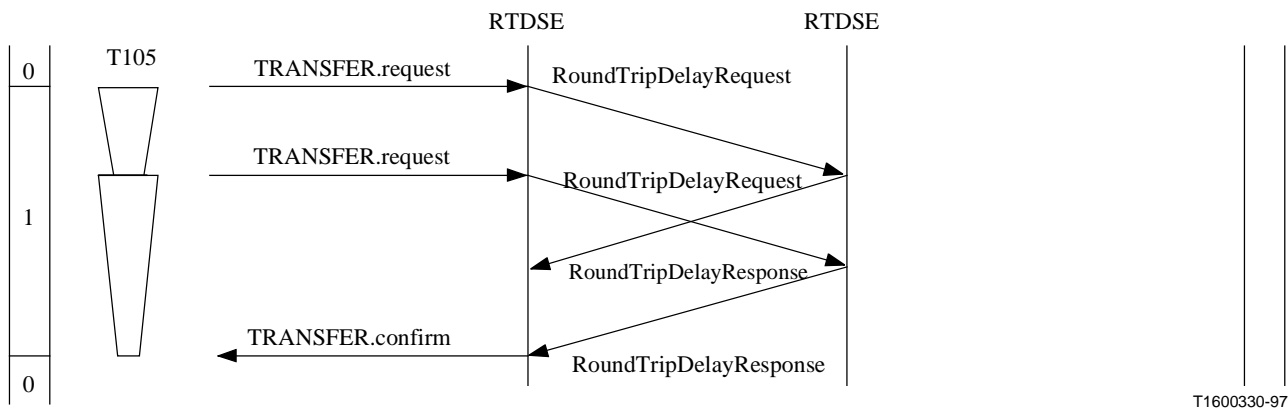 RTDSE RTDSE
T105
0
TRANSFER.request RoundTripDelayRequest
TRANSFER.request
RoundTripDelayRequest
1
RoundTripDelayResponse
TRANSFER.confirm
RoundTripDelayResponse
0
T1600330-97